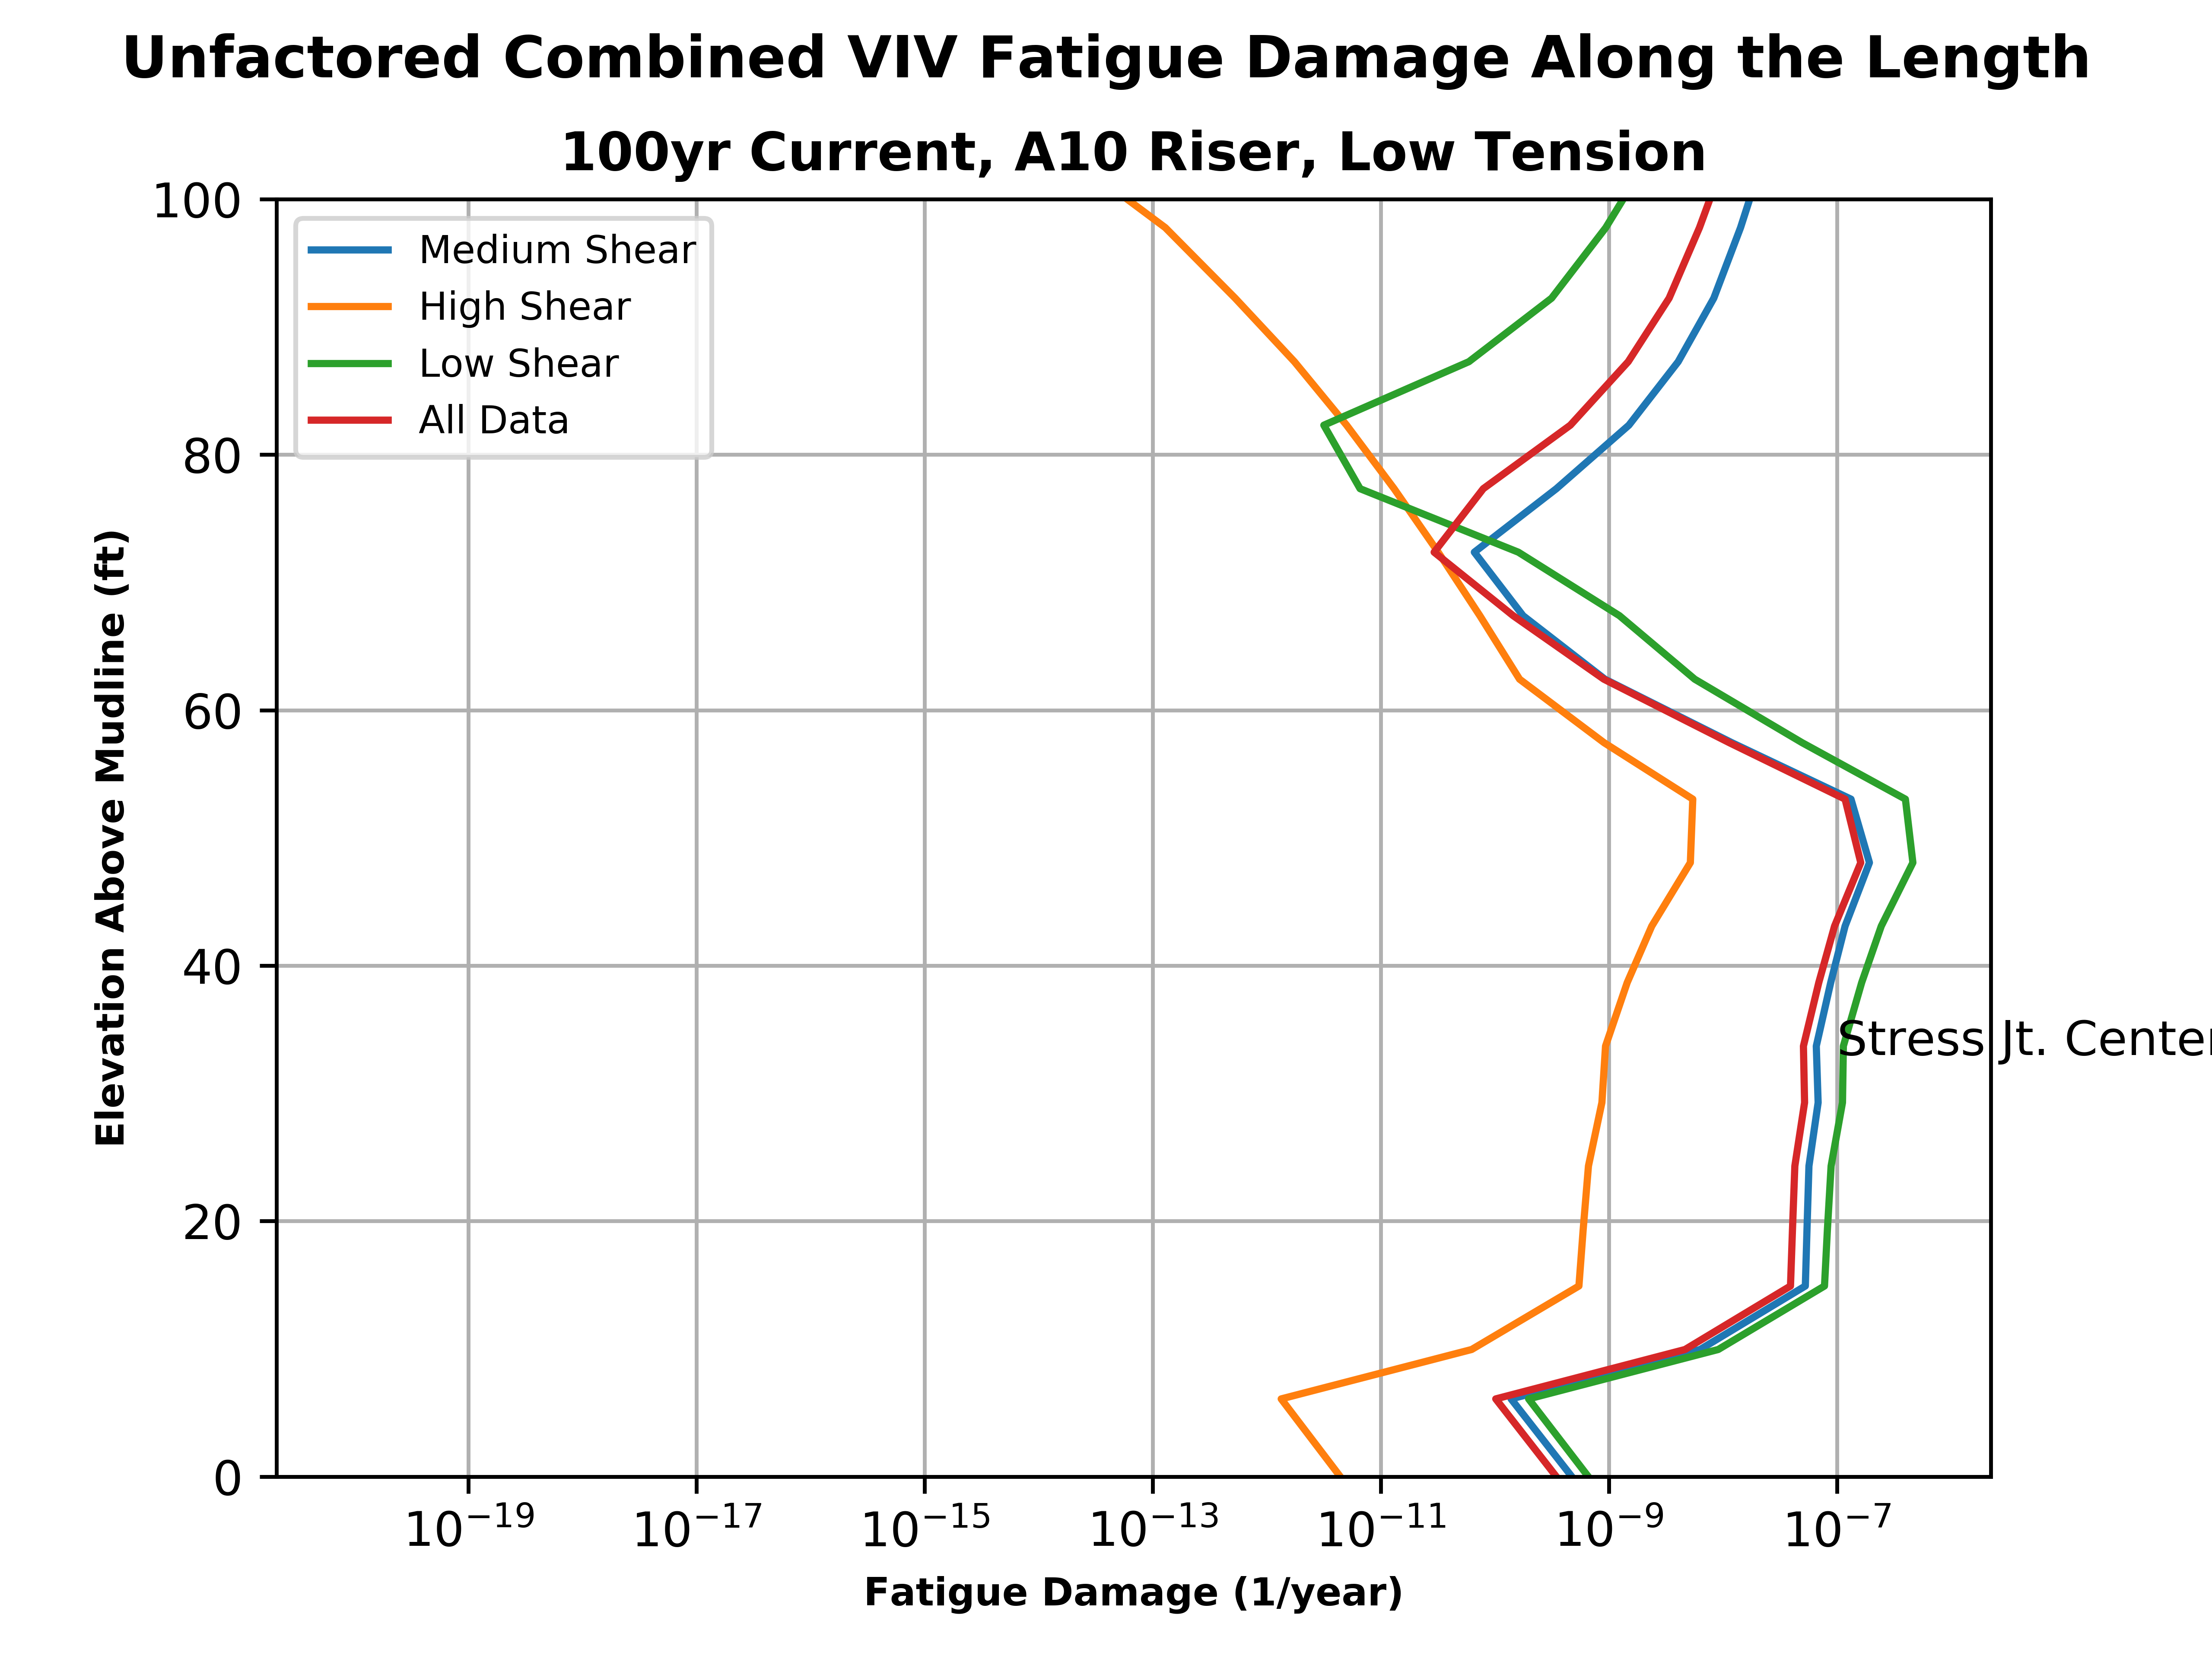 Unfactored Combined VIV Fatigue Damage Along the Length
100yr Current, A10 Riser, Low Tension
Medium Shear
High Shear
Low Shear
All Data
Elevation Above Mudline (ft)
100
80
60
40
20
0
Stress Jt. Center
10⁻¹⁹ 10⁻¹⁷ 10⁻¹⁵ 10⁻¹³ 10⁻¹¹ 10⁻⁹ 10⁻⁷
Fatigue Damage (1/year)